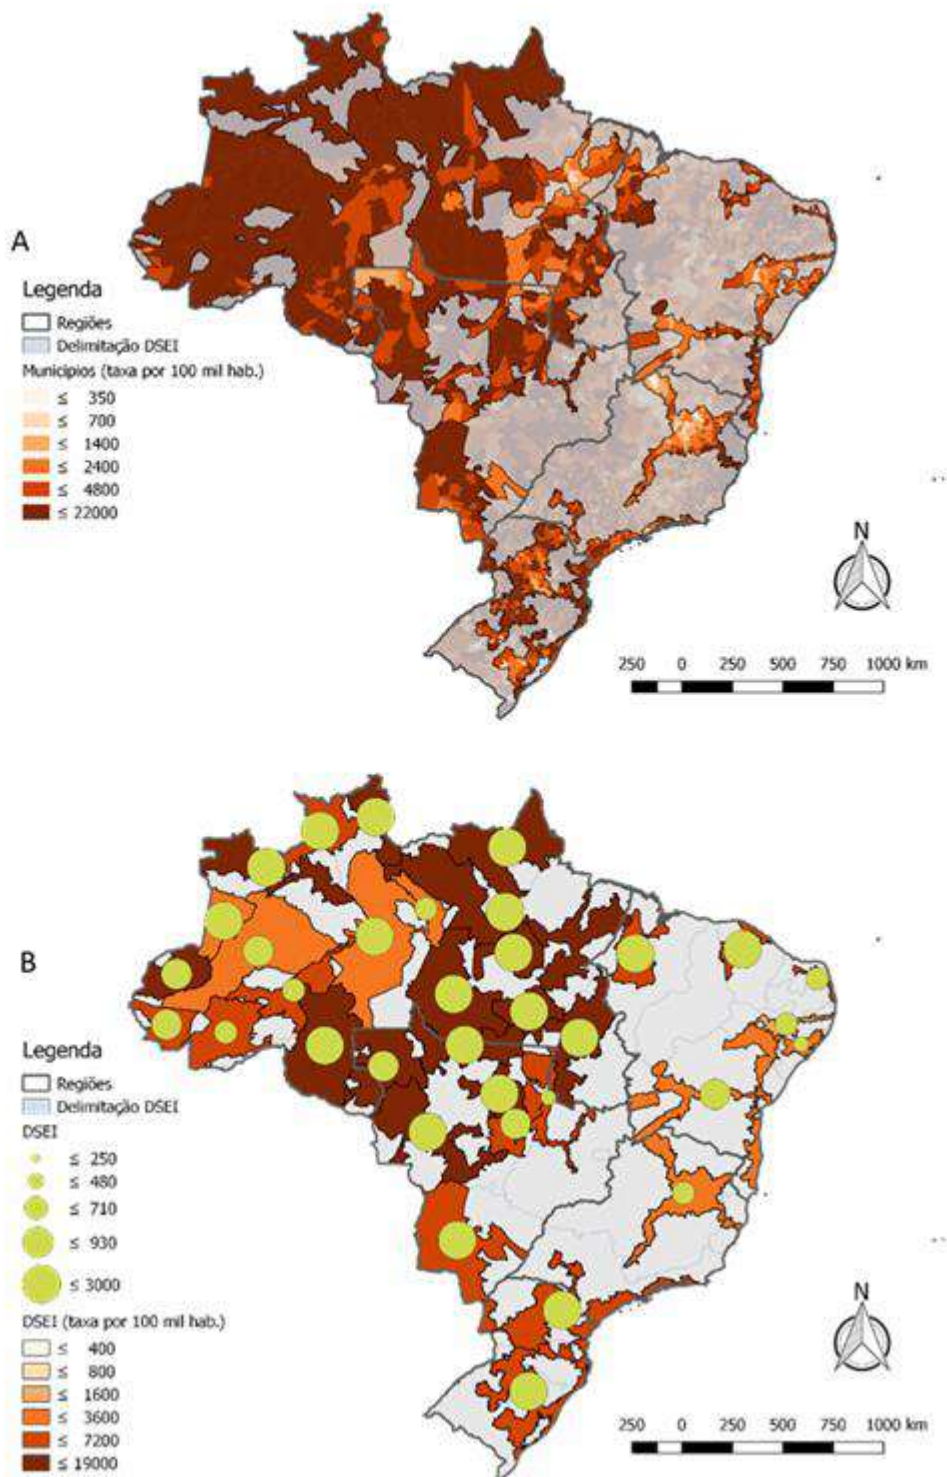 A
Legenda
Regiões
Delimitação DSEI
Municípios (taxa por 100 mil hab.)
≤ 350
≤ 700
≤ 1400
≤ 2400
≤ 4800
≤ 22000
N
250 0 250 500 750 1000 km
B
Legenda
Regiões
Delimitação DSEI
DSEI
≤ 250
≤ 480
≤ 710
≤ 930
≤ 3000
DSEI (taxa por 100 mil hab.)
≤ 400
≤ 800
≤ 1600
≤ 3600
≤ 7200
≤ 19000
N
250 0 250 500 750 1000 km